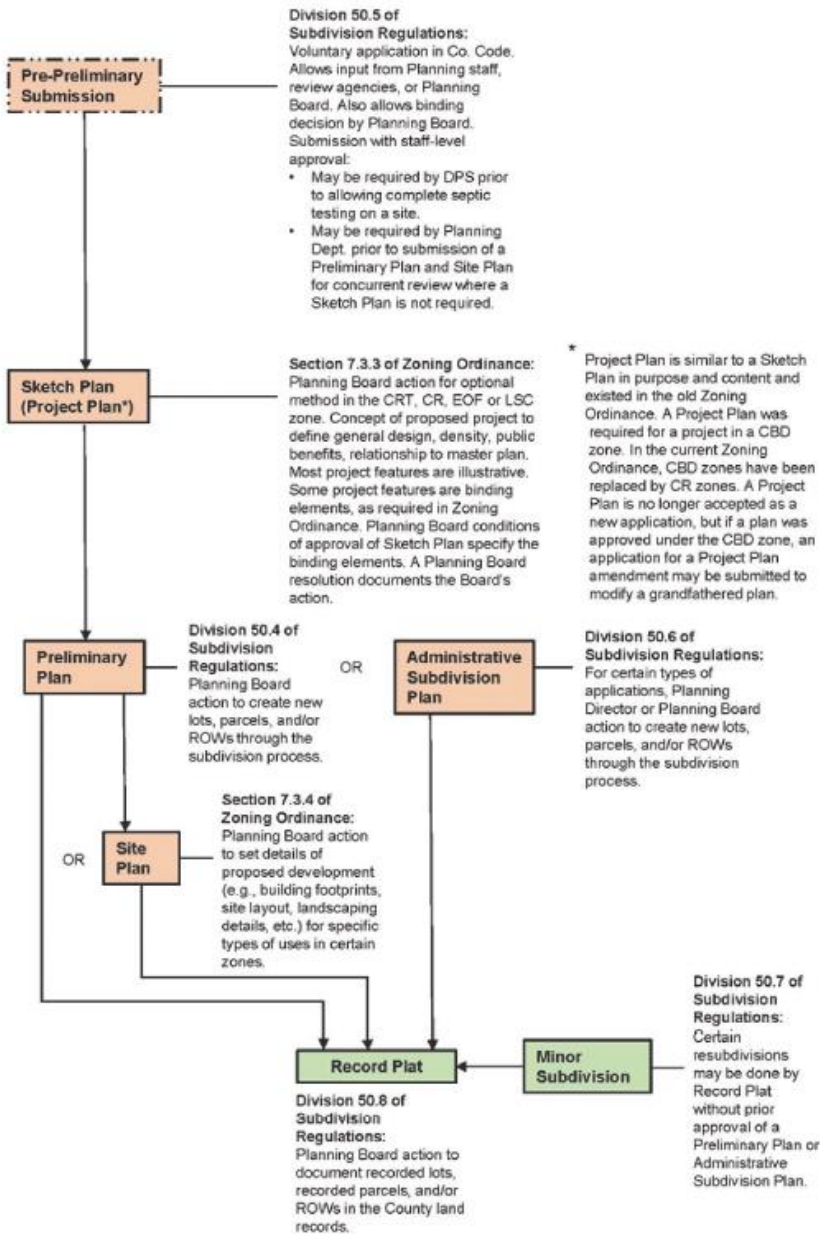 Pre-Preliminary
Submission
Division 50.5 of
Subdivision Regulations:
Voluntary application in Co. Code.
Allows input from Planning staff,
review agencies, or Planning
Board. Also allows binding
decision by Planning Board.
Submission with staff-level
approval:
• May be required by DPS prior
to allowing complete septic
testing on a site.
• May be required by Planning
Dept. prior to submission of a
Preliminary Plan and Site Plan
for concurrent review where a
Sketch Plan is not required.
Sketch Plan
(Project Plan*)
Section 7.3.3 of Zoning Ordinance:
Planning Board action for optional
method in the CRT, CR, EOF or LSC
zone. Concept of proposed project to
define general design, density, public
benefits, relationship to master plan.
Most project features are illustrative.
Some project features are binding
elements, as required in Zoning
Ordinance. Planning Board conditions
of approval of Sketch Plan specify the
binding elements. A Planning Board
resolution documents the Board's
action.
* Project Plan is similar to a Sketch
Plan in purpose and content and
existed in the old Zoning
Ordinance. A Project Plan was
required for a project in a CBD
zone. In the current Zoning
Ordinance, CBD zones have been
replaced by CR zones. A Project
Plan is no longer accepted as a
new application, but if a plan was
approved under the CBD zone, an
application for a Project Plan
amendment may be submitted to
modify a grandfathered plan.
Preliminary
Plan
Division 50.4 of
Subdivision
Regulations:
Planning Board
action to create new
lots, parcels, and/or
ROWs through the
subdivision process.
OR
Administrative
Subdivision
Plan
Division 50.6 of
Subdivision Regulations:
For certain types of
applications, Planning
Director or Planning Board
action to create new lots,
parcels, and/or ROWs
through the subdivision
process.
OR
Site
Plan
Section 7.3.4 of
Zoning Ordinance:
Planning Board action
to set details of
proposed development
(e.g., building footprints,
site layout, landscaping
details, etc.) for specific
types of uses in certain
zones.
Record Plat
Division 50.8 of
Subdivision
Regulations:
Planning Board action to
document recorded lots,
recorded parcels, and/or
ROWs in the County land
records.
Minor
Subdivision
Division 50.7 of
Subdivision
Regulations:
Certain
resubdivisions
may be done by
Record Plat
without prior
approval of a
Preliminary Plan or
Administrative
Subdivision Plan.